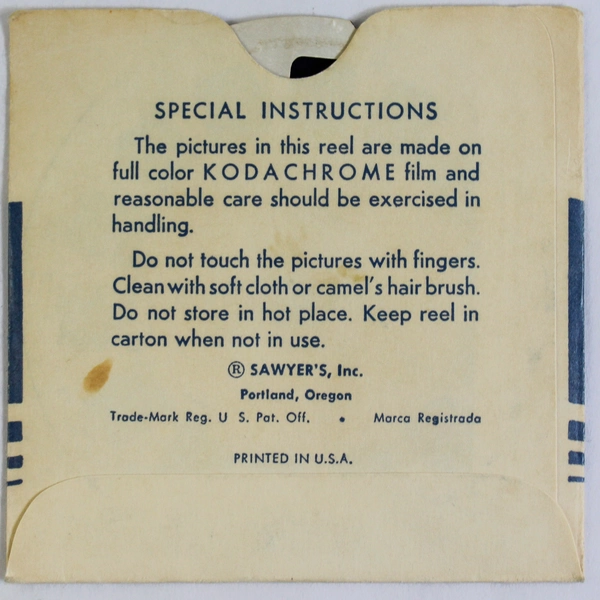 SPECIAL INSTRUCTIONS
The pictures in this reel are made on
full color KODACHROME film and
reasonable care should be exercised in
handling.
Do not touch the pictures with fingers.
Clean with soft cloth or camel's hair brush.
Do not store in hot place. Keep reel in
carton when not in use.
® SAWYER'S, Inc.
Portland, Oregon
Trade-Mark Reg. U S. Pat. Off. • Marca Registrada
PRINTED IN U.S.A.